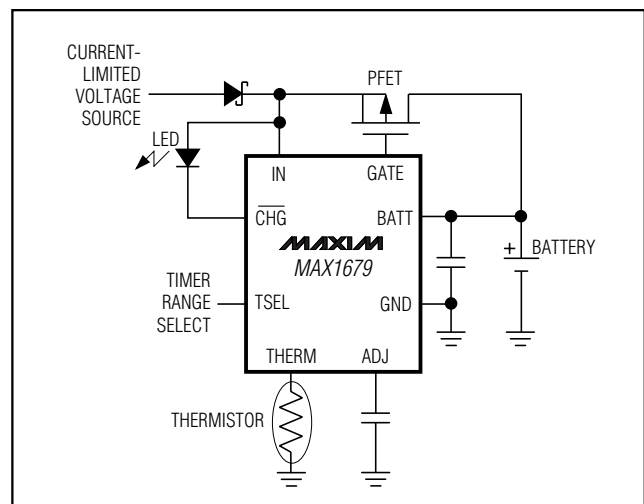 CURRENT-
LIMITED
VOLTAGE
SOURCE
PFET
LED
IN
GATE
CHG
BATT
MAXIM
MAX1679
+
BATTERY
TIMER
RANGE
SELECT
TSEL
GND
THERM
ADJ
THERMISTOR